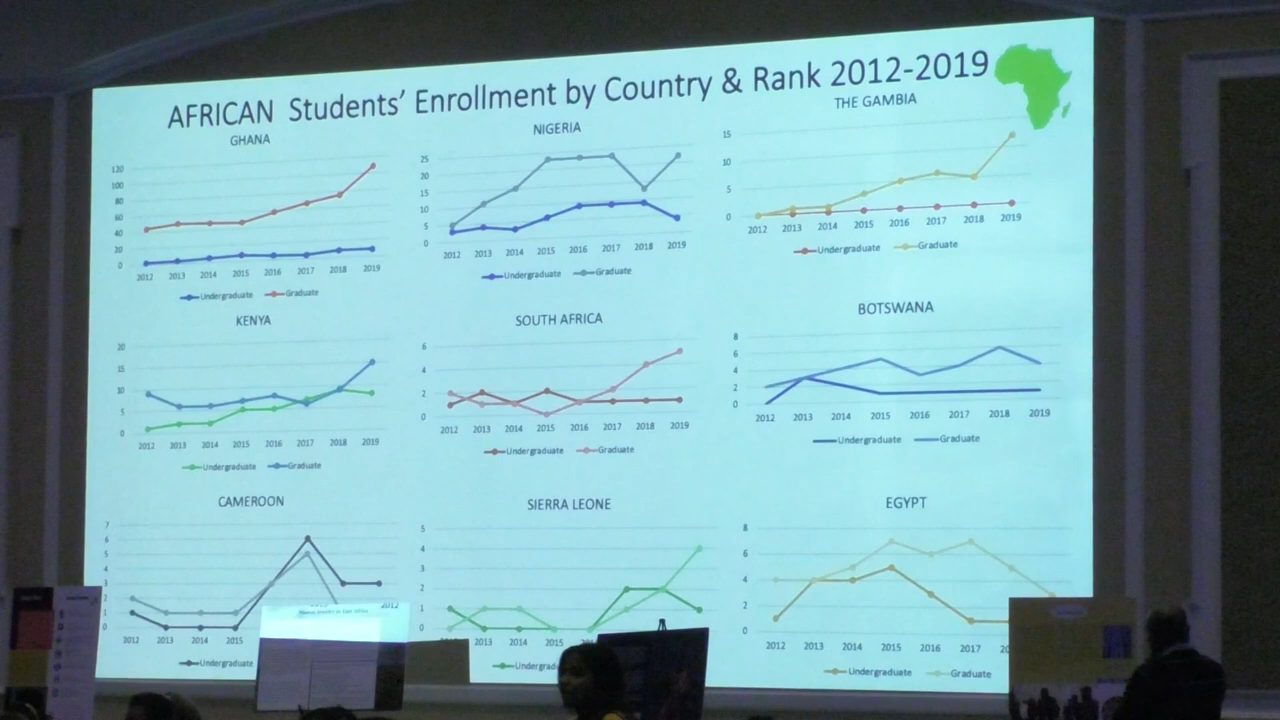 AFRICAN Students' Enrollment by Country & Rank 2012-2019
GHANA
120
100
80
60
40
20
0
2012 2013 2014 2015 2016 2017 2018 2019
Undergraduate Graduate
NIGERIA
25
20
15
10
5
0
2012 2013 2014 2015 2016 2017 2018 2019
Undergraduate Graduate
THE GAMBIA
15
10
5
0
2012 2013 2014 2015 2016 2017 2018 2019
Undergraduate Graduate
KENYA
20
15
10
5
0
2012 2013 2014 2015 2016 2017 2018 2019
Undergraduate Graduate
SOUTH AFRICA
6
4
2
0
2012 2013 2014 2015 2016 2017 2018 2019
Undergraduate Graduate
BOTSWANA
8
6
4
2
0
2012 2013 2014 2015 2016 2017 2018 2019
Undergraduate Graduate
CAMEROON
7
6
5
4
3
2
1
0
2012 2013 2014 2015
Undergraduate
SIERRA LEONE
5
4
3
2
1
0
2013 2014 2015
Undergradu
EGYPT
8
6
4
2
0
2012 2013 2014 2015 2016 2017 20
Undergraduate Graduate